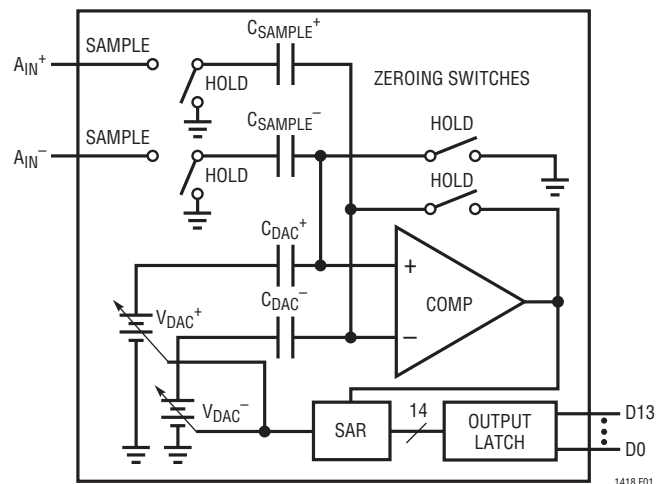 C_SAMPLE^+
SAMPLE
A_IN^+
HOLD
ZEROING SWITCHES
C_SAMPLE^–
SAMPLE
A_IN^–
HOLD
HOLD
HOLD
C_DAC^+
+
COMP
C_DAC^–
–
V_DAC^+
V_DAC^–
SAR
14
OUTPUT
LATCH
D13
D0
1418 F01